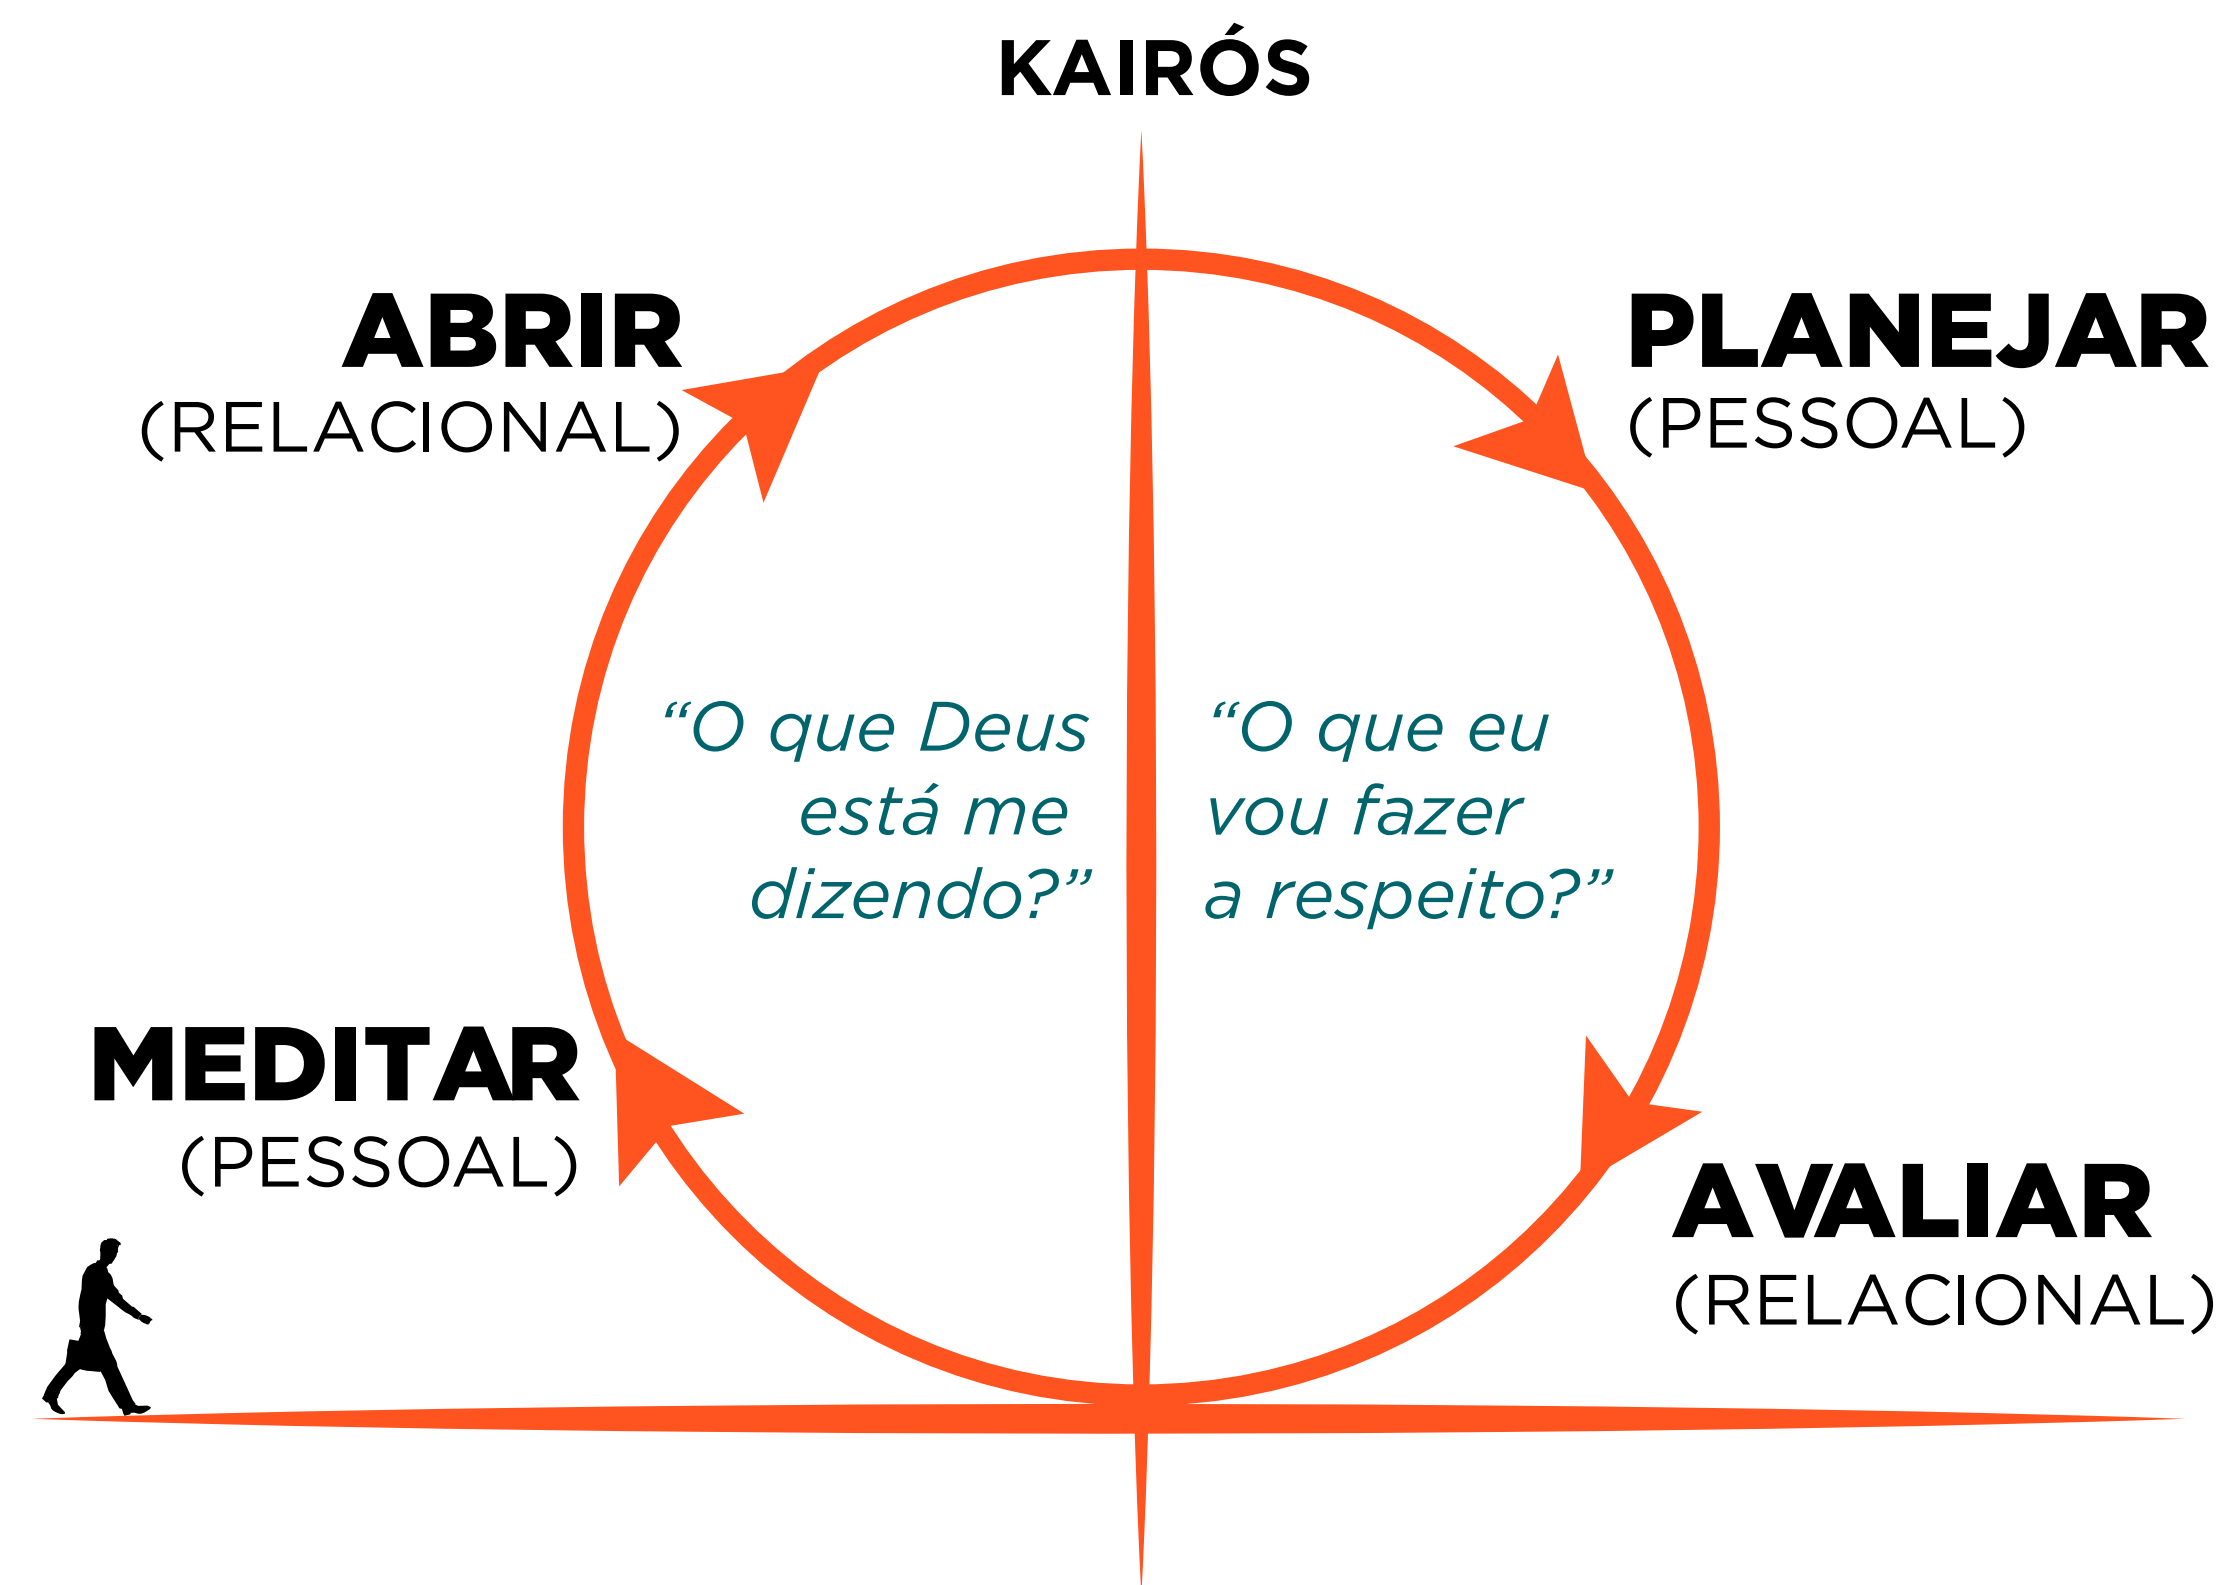 KAIRÓS
ABRIR
(RELACIONAL)
PLANEJAR
(PESSOAL)
“O que Deus
está me
dizendo?”
“O que eu
vou fazer
a respeito?”
MEDITAR
(PESSOAL)
AVALIAR
(RELACIONAL)